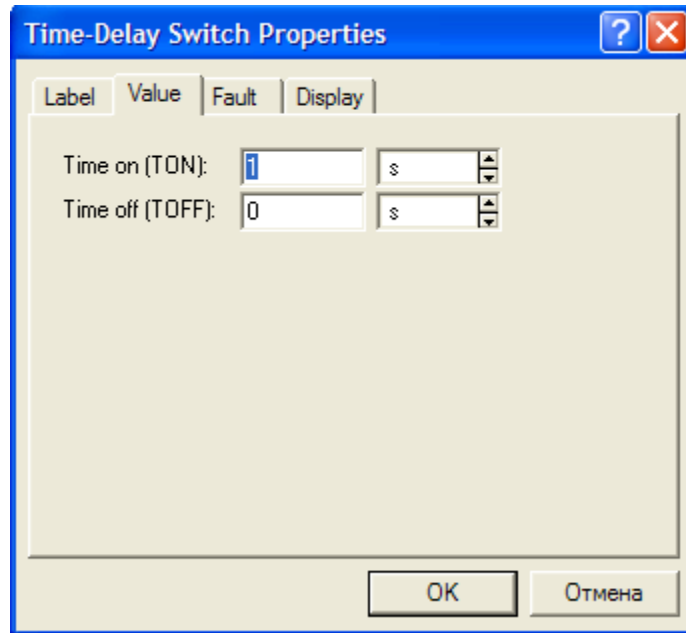 Time-Delay Switch Properties ?
Label Value Fault Display
Time on (TON): 1 s
Time off (TOFF): 0 s
OK Отмена